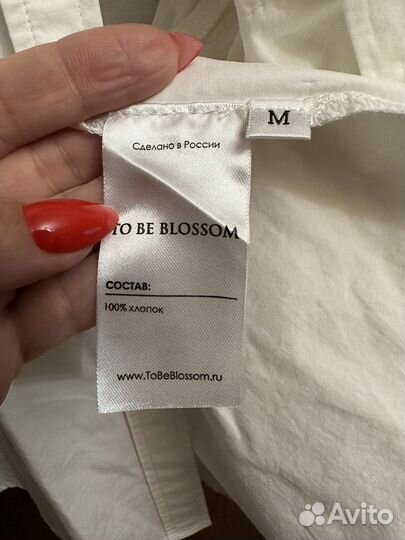 Сделано в России
M
TO BE BLOSSOM
СОСТАВ:
100% ХЛОПОК
www.ToBeBlossom.ru
Avito